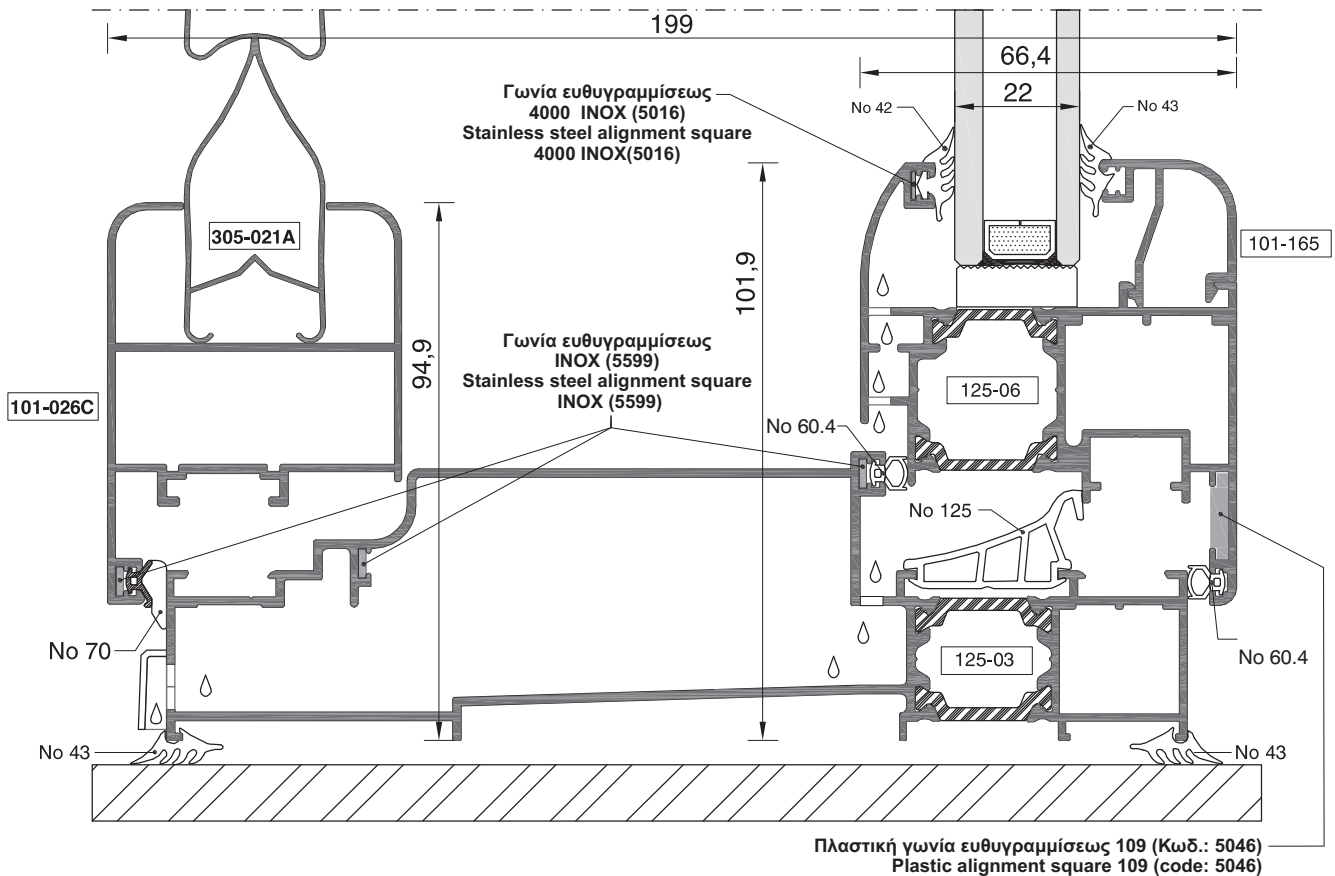 199
66,4
22
Γωνία ευθυγραμμίσεως
4000 INOX (5016)
Stainless steel alignment square
4000 INOX(5016)
No 42
No 43
305-021A
101-165
101,9
94,9
Γωνία ευθυγραμμίσεως
INOX (5599)
Stainless steel alignment square
INOX (5599)
125-06
101-026C
No 60.4
No 125
No 70
125-03
No 60.4
No 43
No 43
Πλαστική γωνία ευθυγραμμίσεως 109 (Κωδ.: 5046)
Plastic alignment square 109 (code: 5046)